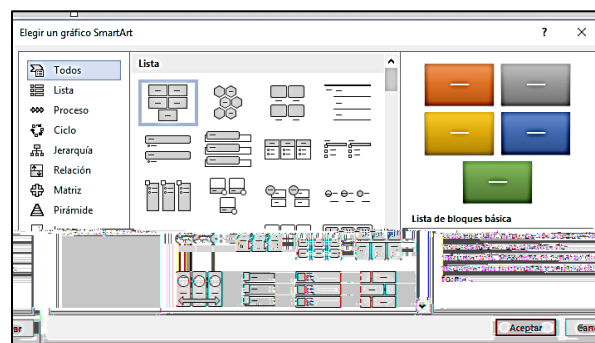 Elegir un gráfico SmartArt
Todos
Lista
Proceso
Ciclo
Jerarquía
Relación
Matriz
Pirámide
Lista
Lista de bloques básica
Aceptar